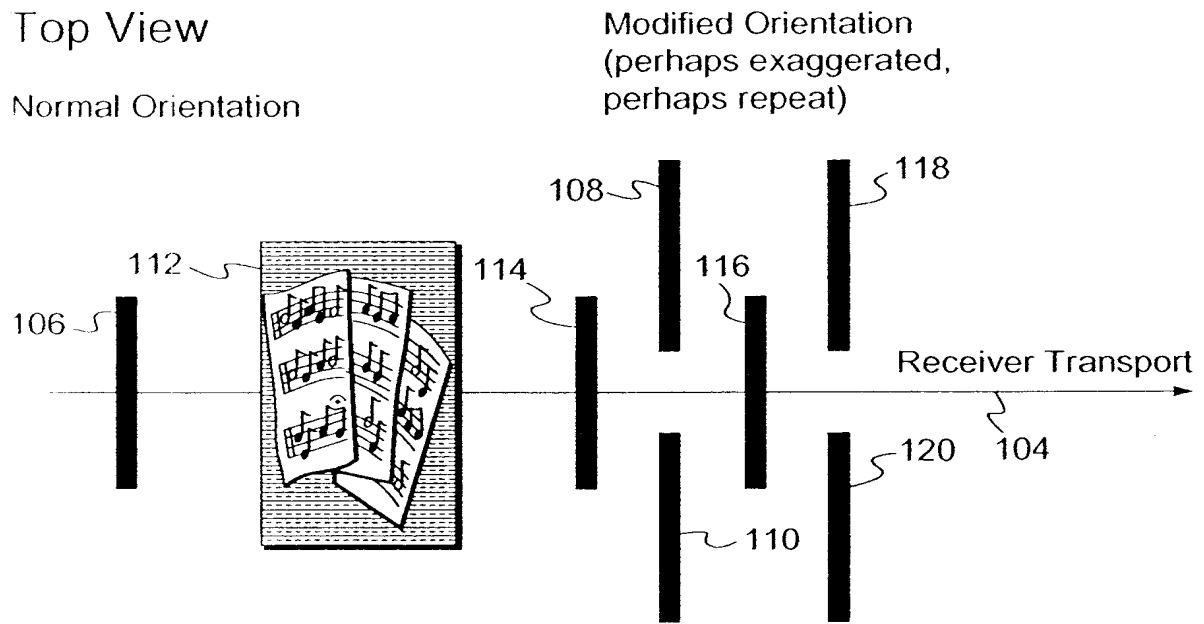 Top View
Normal Orientation
Modified Orientation
(perhaps exaggerated,
perhaps repeat)
108
118
112
114
116
106
Receiver Transport
104
120
110